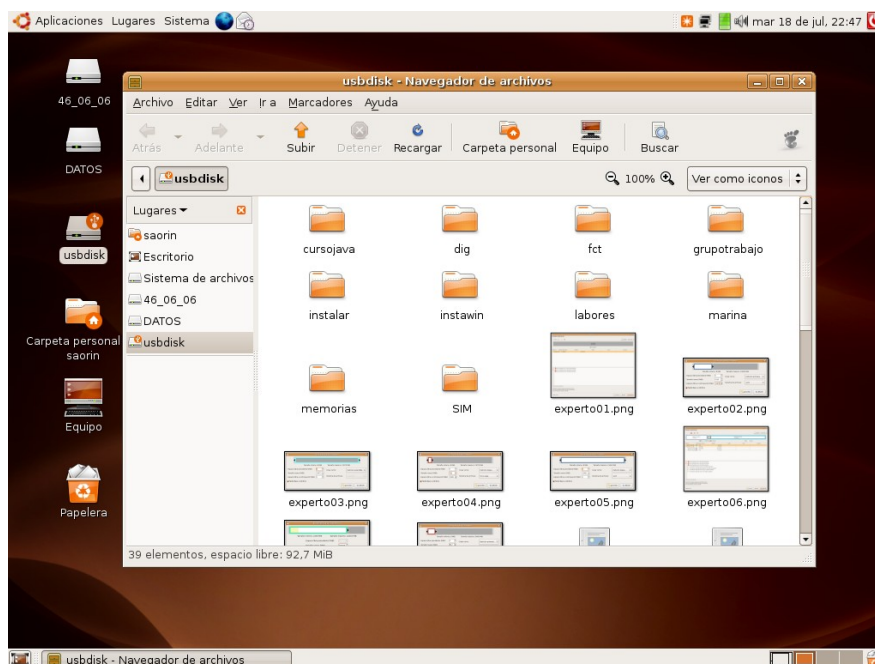 Aplicaciones Lugares Sistema mar 18 de jul, 22:47
46_06_06
DATOS
usbdisk
Carpeta personal
saorin
Equipo
Papelera
usbdisk - Navegador de archivos
Archivo Editar Ver Ir a Marcadores Ayuda
Atrás Adelante Subir Detener Recargar Carpeta personal Equipo Buscar
usbdisk 100% Ver como iconos
Lugares
saorin
Escritorio
Sistema de archivos
46_06_06
DATOS
usbdisk
cursojava dig fct grupotrabajo
instalar instawin labores marina
memorias SIM experto01.png experto02.png
experto03.png experto04.png experto05.png experto06.png
39 elementos, espacio libre: 92,7 MiB
usbdisk - Navegador de archivos